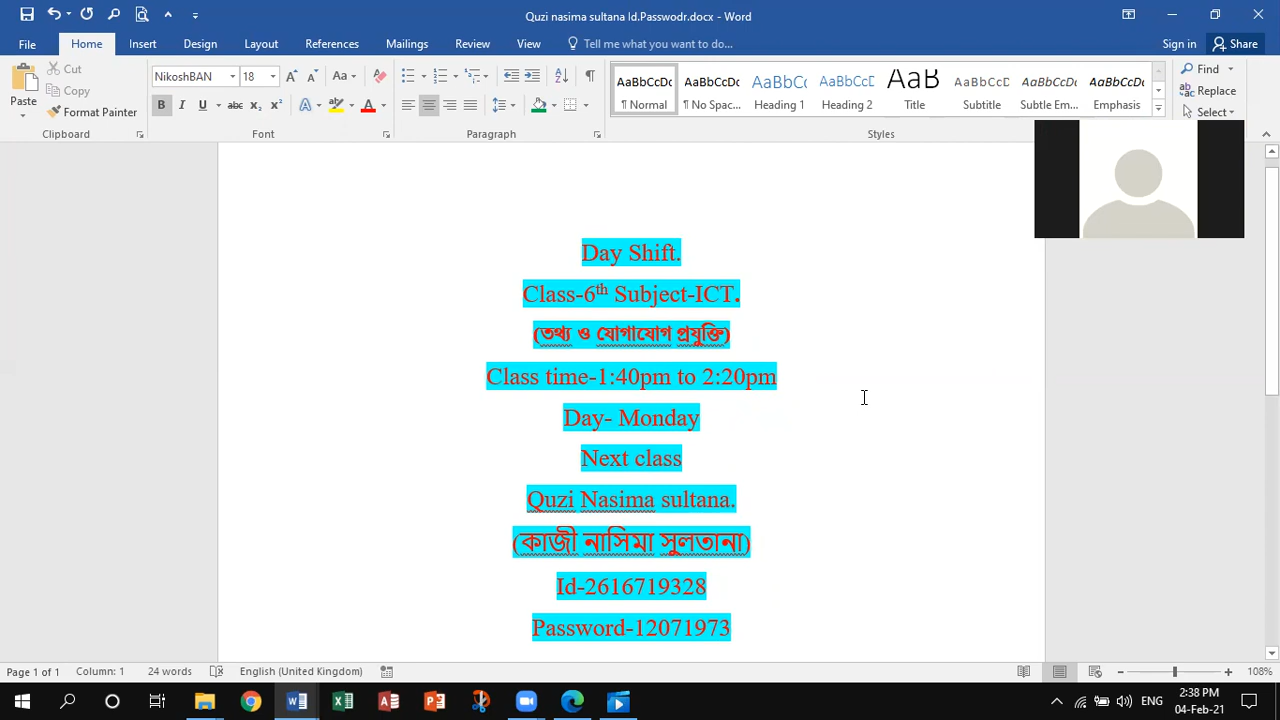 Quzi nasima sultana Id.Passwodr.docx - Word
File Home Insert Design Layout References Mailings Review View Tell me what you want to do... Sign in Share
Paste Cut Copy Format Painter
Clipboard
NikoshBAN 18
Font
Paragraph
AaBbCcDc ¶ Normal
AaBbCcDc ¶ No Spac...
AaBbCc Heading 1
AaBbCcD Heading 2
AaB Title
AaBbCcD Subtitle
AaBbCcDc Subtle Em...
AaBbCcDc Emphasis
Styles
Find
Replace
Select
Day Shift.
Class-6th Subject-ICT.
(তথ্য ও যোগাযোগ প্রযুক্তি)
Class time-1:40pm to 2:20pm
Day- Monday
Next class
Quzi Nasima sultana.
(কাজী নাসিমা সুলতানা)
Id-2616719328
Password-12071973
Page 1 of 1 Column: 1 24 words English (United Kingdom) 108%
ENG 2:38 PM
04-Feb-21